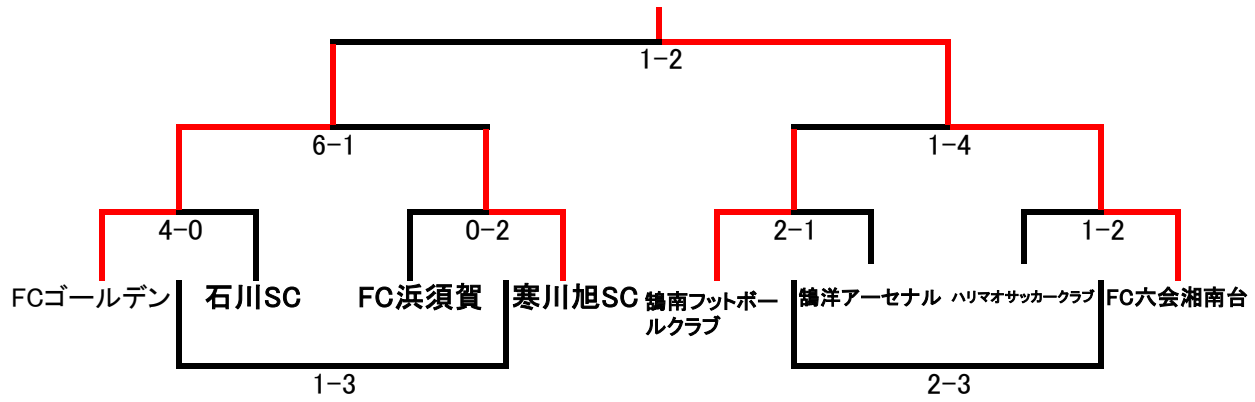 1-2
6-1
1-4
4-0
0-2
2-1
1-2
FCゴールデン
石川SC
FC浜須賀
寒川旭SC
鵠南フットボー
ルクラブ
鵠洋アーセナル
ハリマオサッカークラブ
FC六会湘南台
1-3
2-3